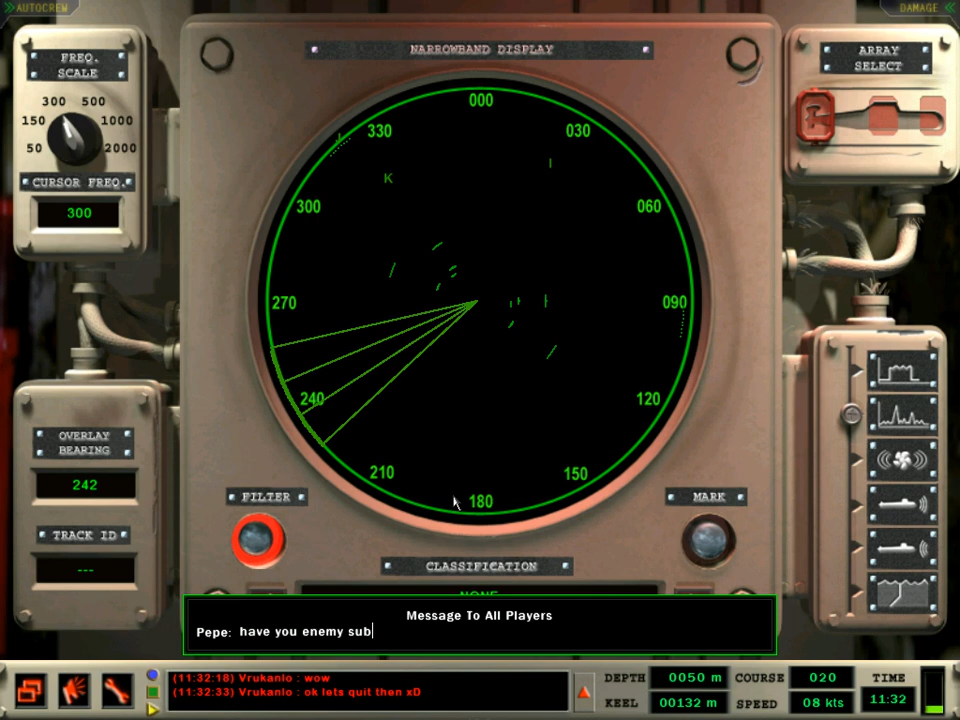 AUTOCREW
DAMAGE
FREQ.
SCALE
300 500
150 1000
50 2000
CURSOR FREQ.
300
NARROWBAND DISPLAY
ARRAY
SELECT
000
330 030
K
300 060
270 090
240 120
210 150
180
OVERLAY
BEARING
242
TRACK ID
---
FILTER
MARK
CLASSIFICATION
NONE
Message To All Players
Pepe: have you enemy sub
(11:32:18) Vrukanlo : wow
(11:32:33) Vrukanlo : ok lets quit then xD
DEPTH 0050 m COURSE 020 TIME
KEEL 00132 m SPEED 08 kts 11:32